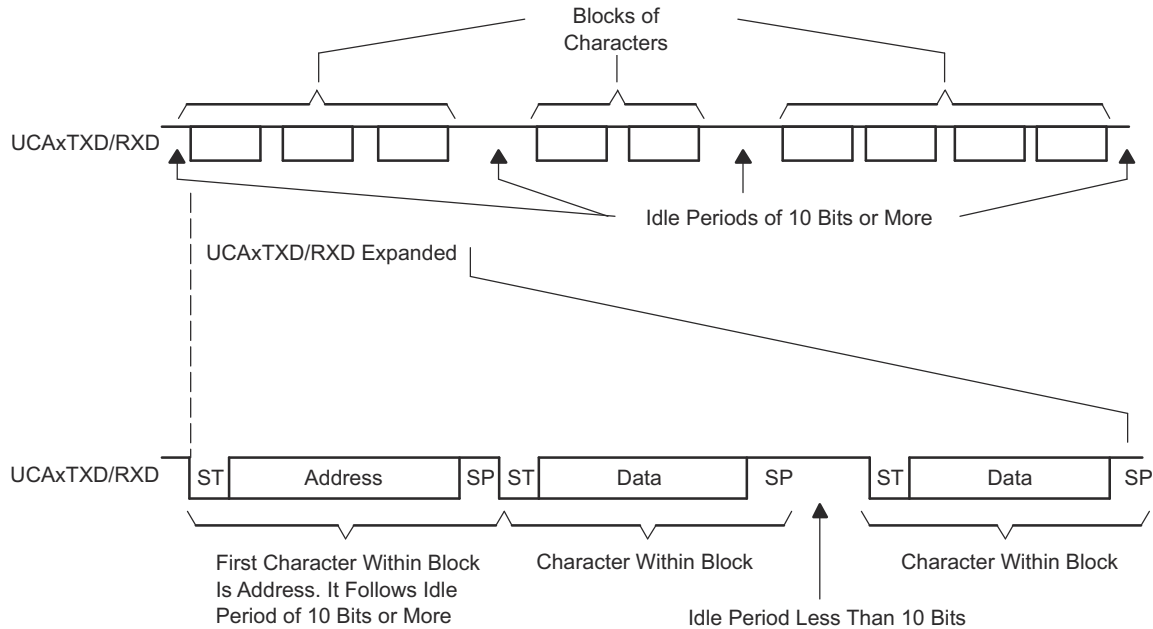 Blocks of
Characters
UCAxTXD/RXD
Idle Periods of 10 Bits or More
UCAxTXD/RXD Expanded
UCAxTXD/RXD
ST
Address
SP
ST
Data
SP
ST
Data
SP
First Character Within Block
Is Address. It Follows Idle
Period of 10 Bits or More
Character Within Block
Character Within Block
Idle Period Less Than 10 Bits